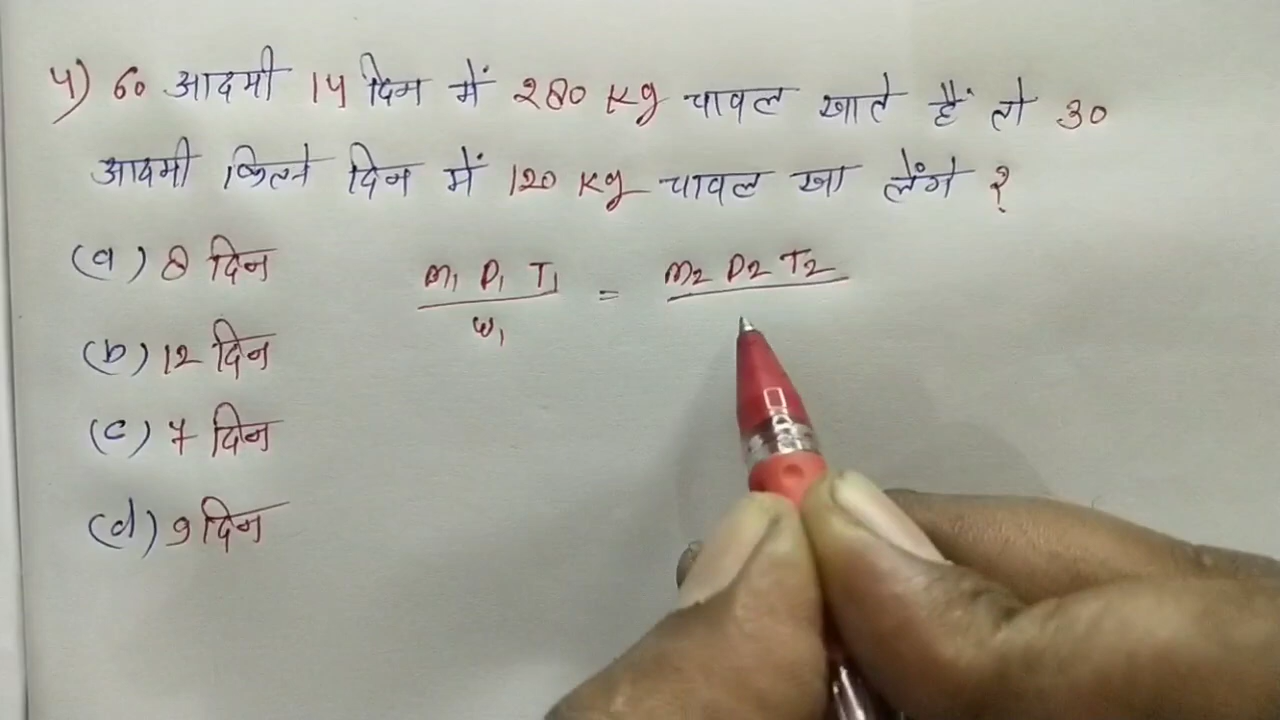 4) 60 आदमी 14 दिन में 280 Kg चावल खाते हैं तो 30
आदमी कितने दिन में 120 Kg चावल खा लेंगे ?
(a) 8 दिन
(b) 12 दिन
(c) 7 दिन
(d) 9 दिन
M₁ D₁ T₁ / W₁ = M₂ D₂ T₂